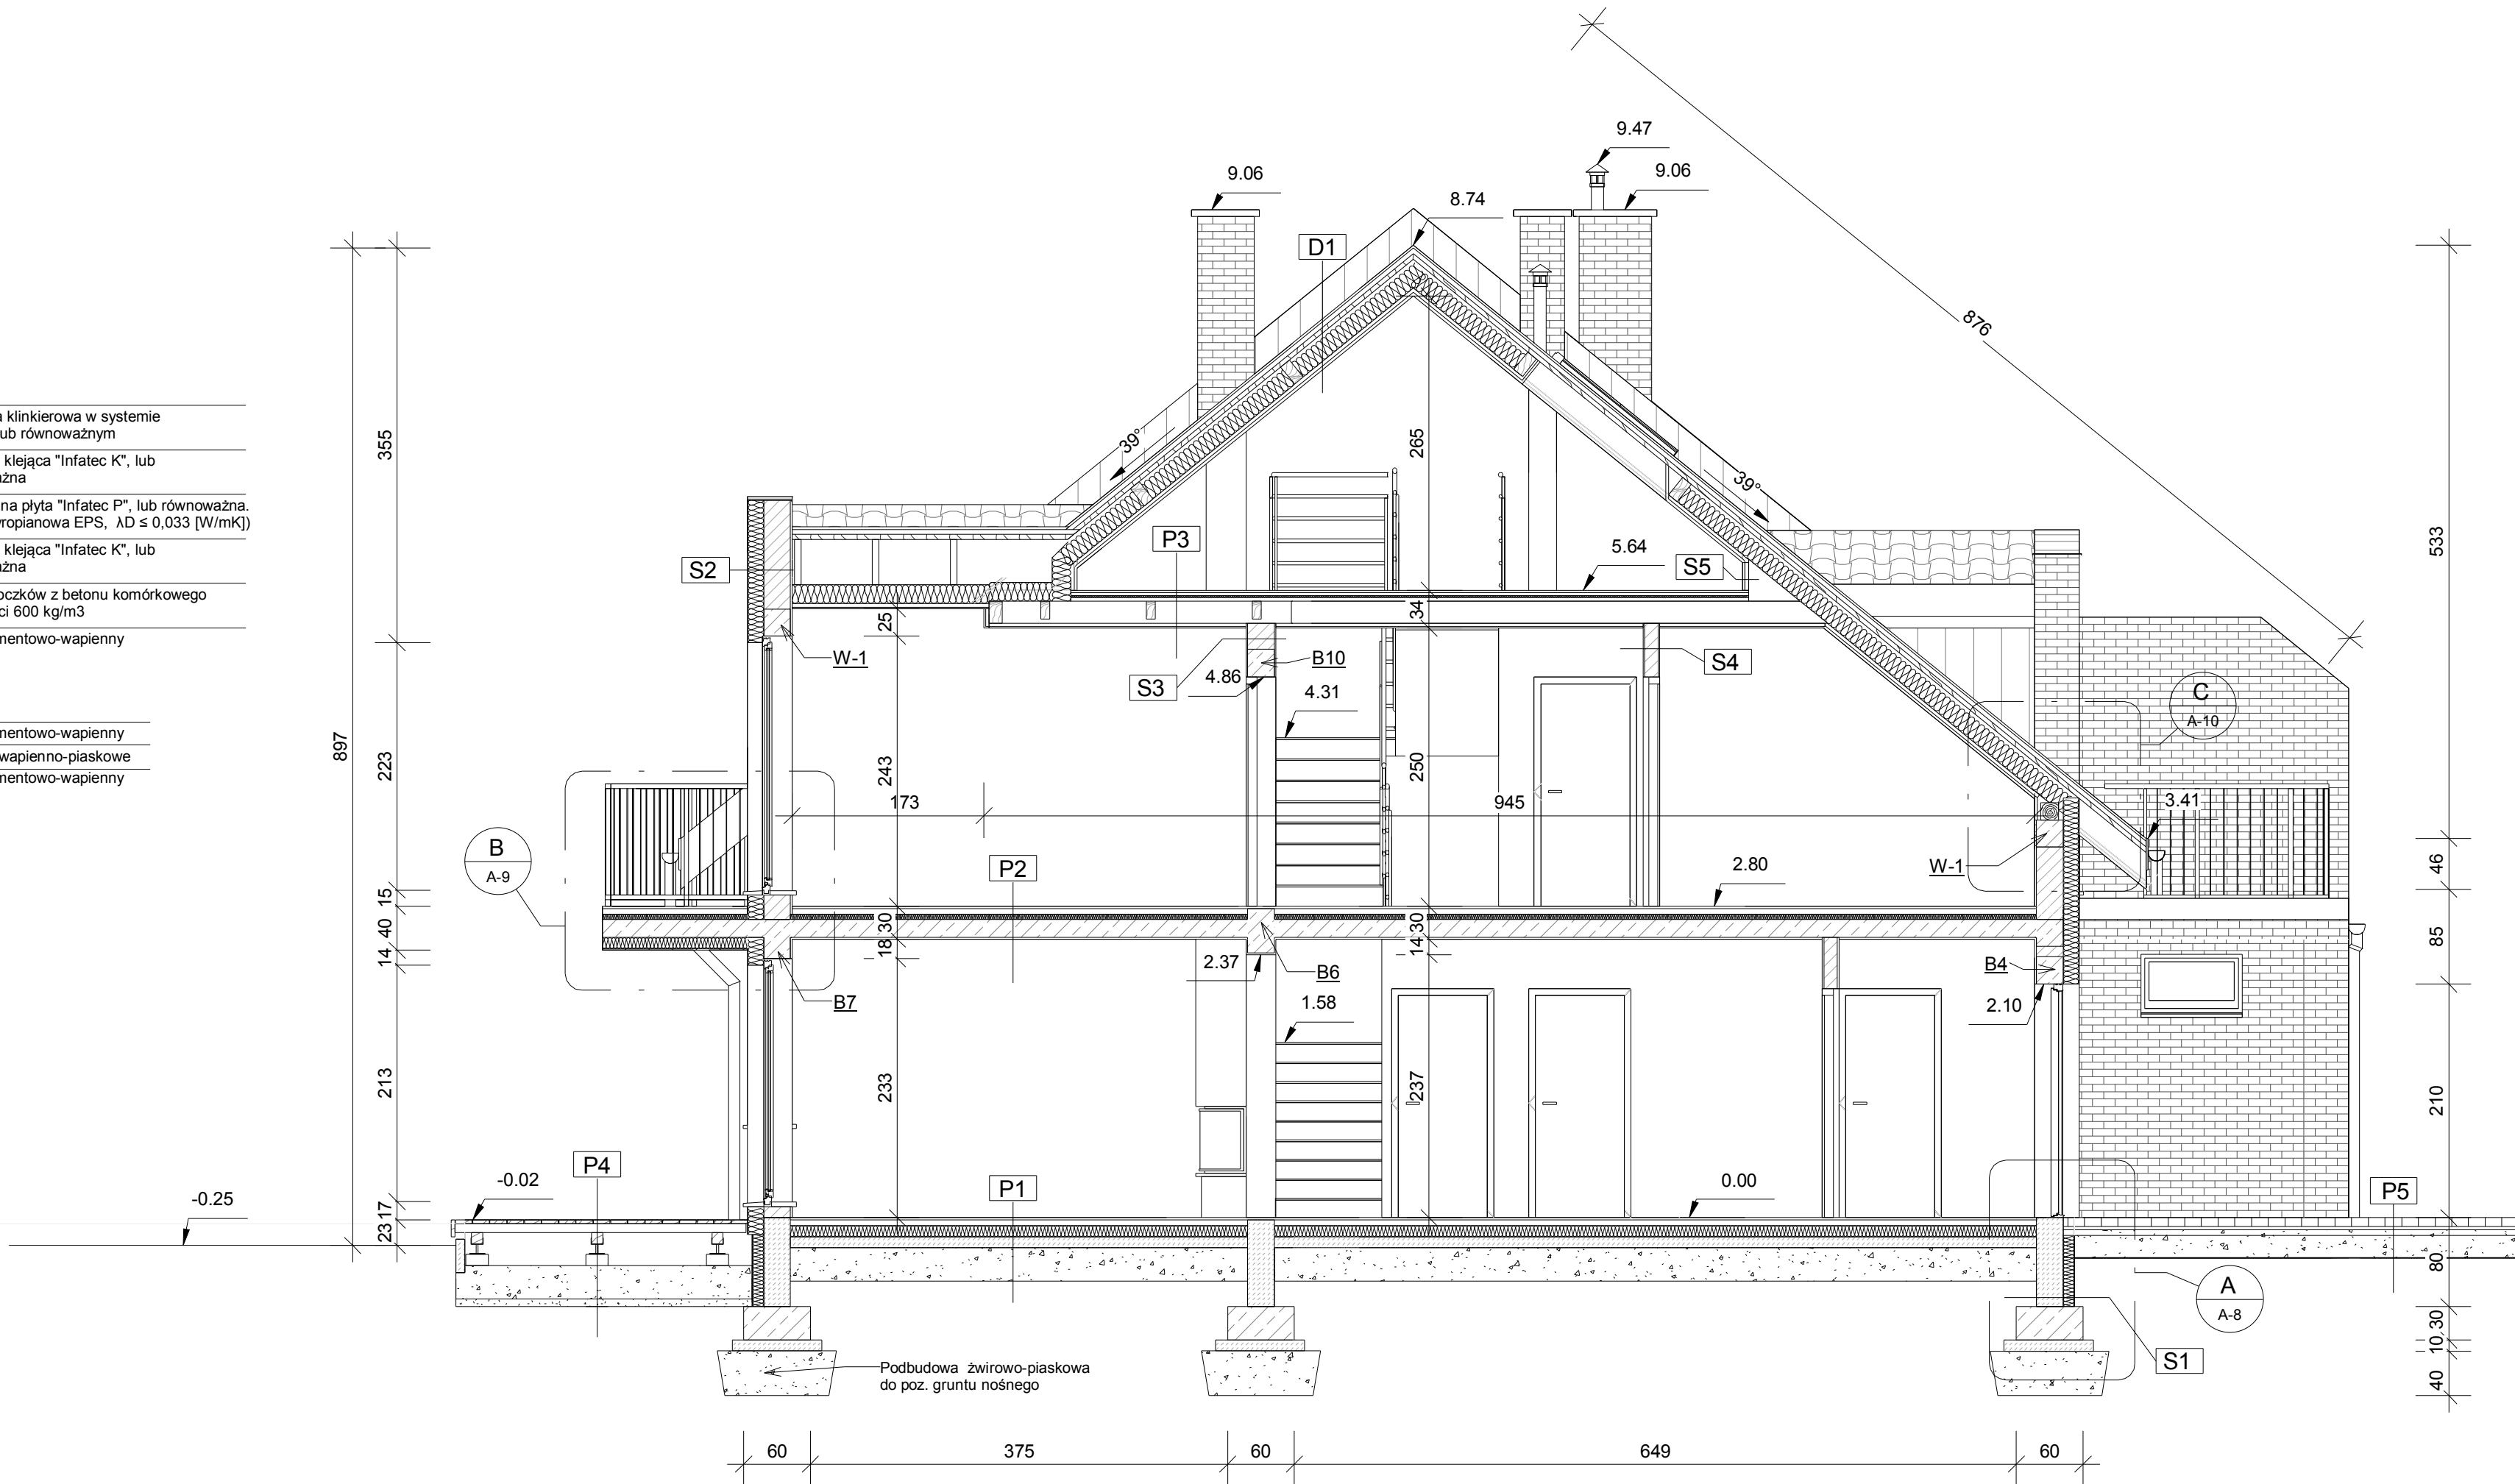 a klinkierowa w systemie
ub równoważnym
klejąca "Infatec K", lub
ażna
na płyta "Infatec P", lub równoważna.
yropianowa EPS, λD ≤ 0,033 [W/mK])
klejąca "Infatec K", lub
ażna
oczków z betonu komórkowego
ci 600 kg/m3
mentowo-wapienny
mentowo-wapienny
wapienno-piaskowe
mentowo-wapienny
897
355
223
15
40
14
213
17
23
-0.25
-0.02
P4
B
A-9
9.06
9.47
9.06
8.74
D1
876
39°
39°
265
P3
S2
5.64
S5
25
34
W-1
S3
B10
4.86
4.31
S4
C
A-10
243
250
173
945
3.41
P2
2.80
W-1
30
18
30
14
2.37
B6
B7
1.58
B4
2.10
233
237
P1
0.00
P5
533
46
85
210
80
30
10
40
A
A-8
S1
Podbudowa żwirowo-piaskowa
do poz. gruntu nośnego
60
375
60
649
60